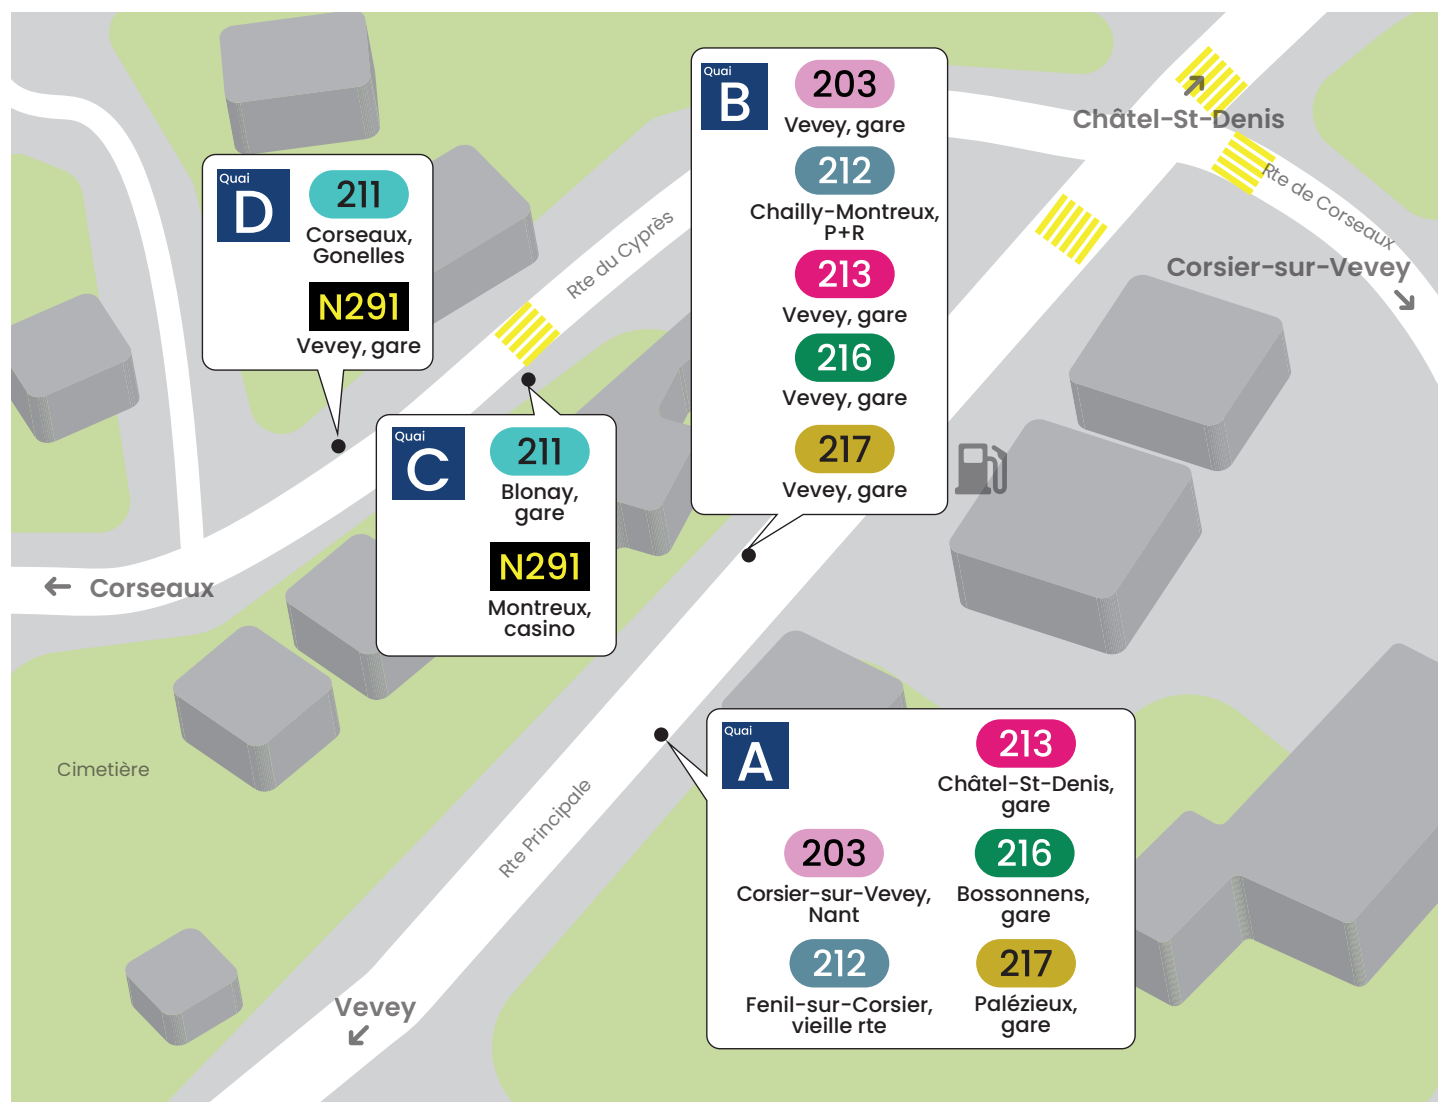 Quai
B
203
Vevey, gare
212
Chailly-Montreux,
P+R
213
Vevey, gare
216
Vevey, gare
217
Vevey, gare
Châtel-St-Denis
Rte de Corseaux
Corsier-sur-Vevey
Quai
D
211
Corseaux,
Gonelles
N291
Vevey, gare
Rte du Cyprès
Quai
C
211
Blonay,
gare
N291
Montreux,
casino
Corseaux
Cimetière
Rte Principale
Vevey
Quai
A
213
Châtel-St-Denis,
gare
203
Corsier-sur-Vevey,
Nant
216
Bossonnens,
gare
212
Fenil-sur-Corsier,
vieille rte
217
Palézieux,
gare